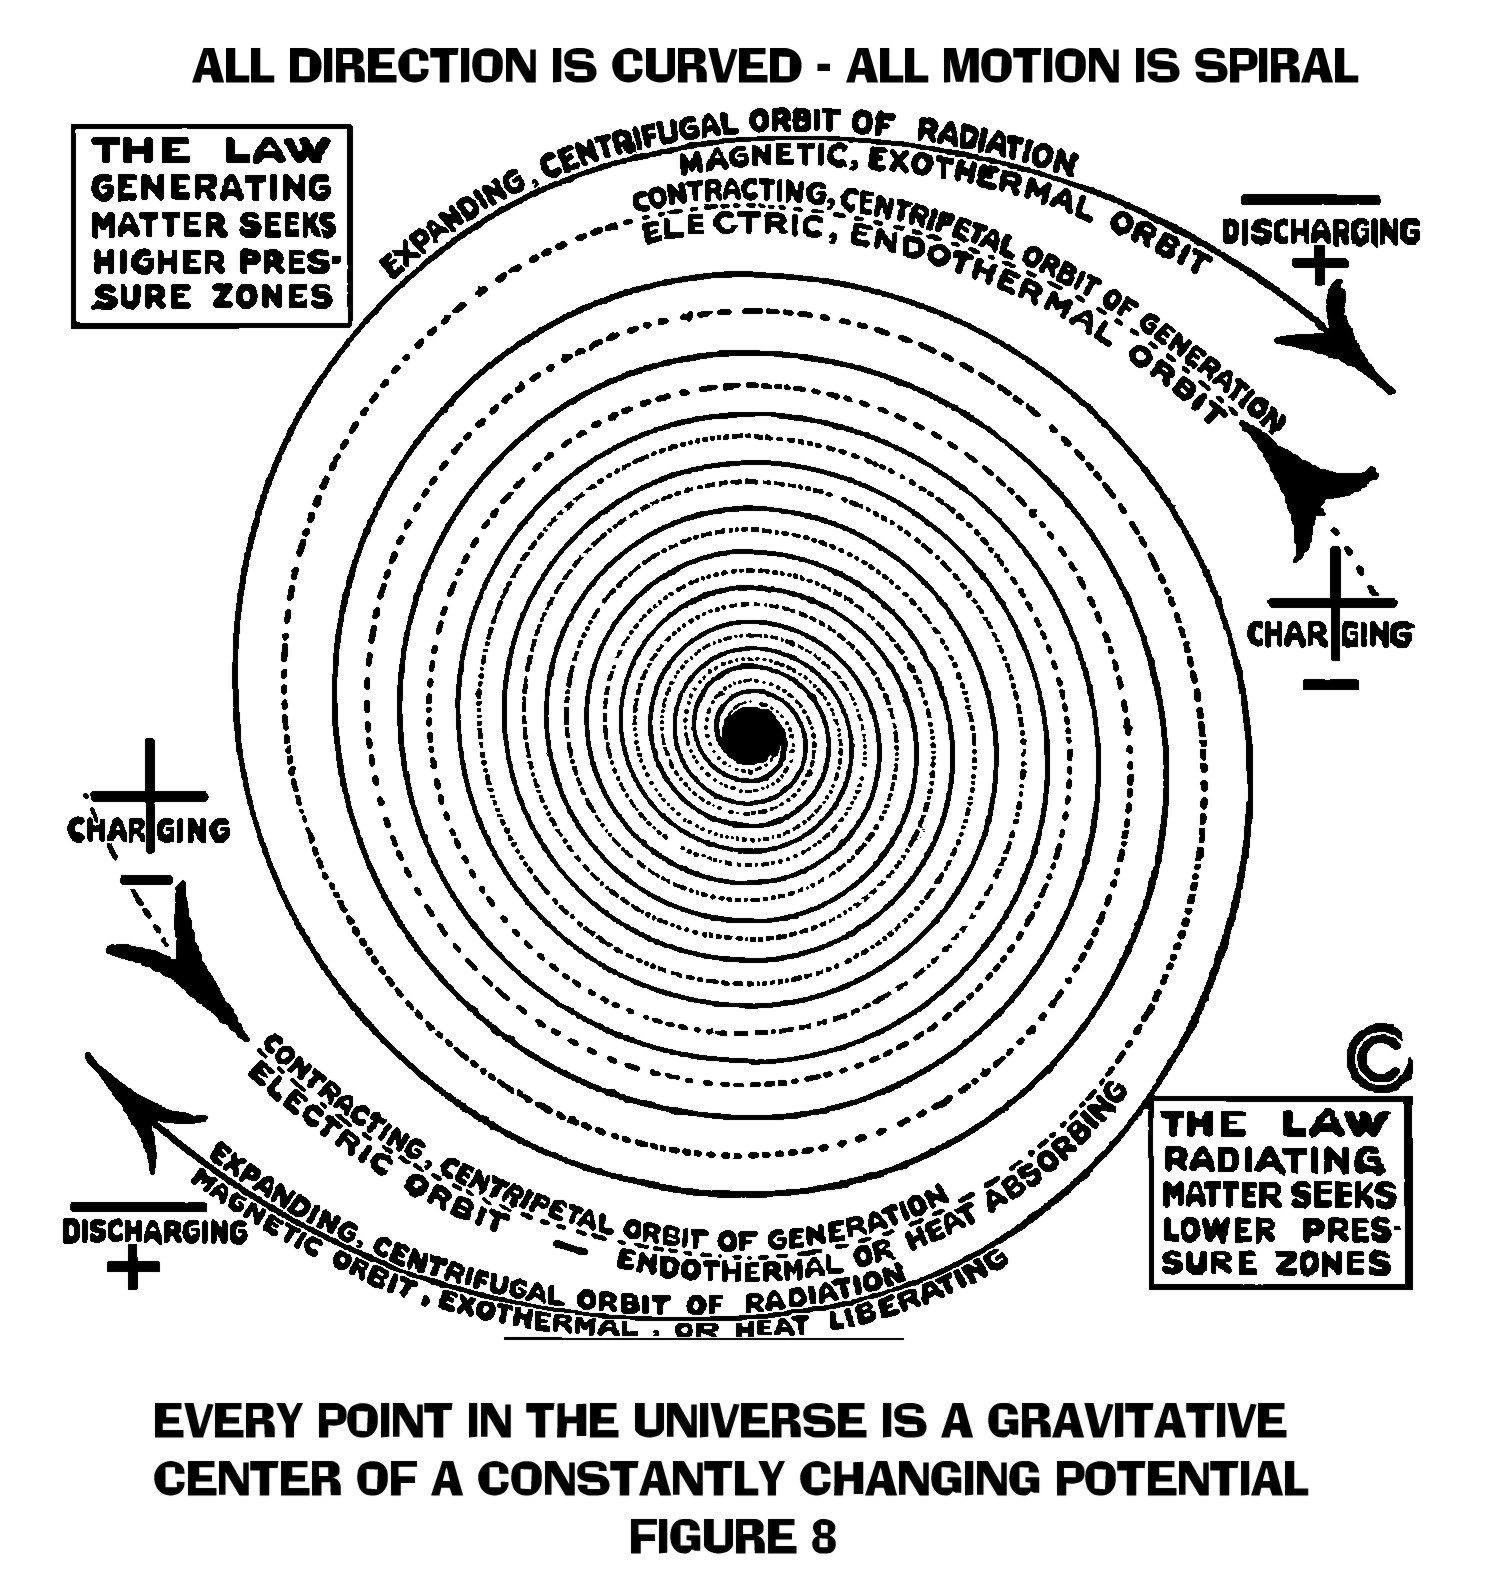 ALL DIRECTION IS CURVED - ALL MOTION IS SPIRAL
THE LAW
GENERATING
MATTER SEEKS
HIGHER PRES-
SURE ZONES
EXPANDING, CENTRIFUGAL ORBIT OF RADIATION
MAGNETIC, EXOTHERMAL ORBIT
CONTRACTING, CENTRIPETAL ORBIT OF GENERATION
ELECTRIC, ENDOTHERMAL ORBIT
—
DISCHARGING
+
+
CHARGING
—
+
CHARGING
—
CONTRACTING, CENTRIPETAL ORBIT OF GENERATION
ELECTRIC ORBIT — ENDOTHERMAL OR HEAT ABSORBING
EXPANDING, CENTRIFUGAL ORBIT OF RADIATION
MAGNETIC ORBIT, EXOTHERMAL, OR HEAT LIBERATING
—
DISCHARGING
+
©
THE LAW
RADIATING
MATTER SEEKS
LOWER PRES-
SURE ZONES
EVERY POINT IN THE UNIVERSE IS A GRAVITATIVE
CENTER OF A CONSTANTLY CHANGING POTENTIAL
FIGURE 8